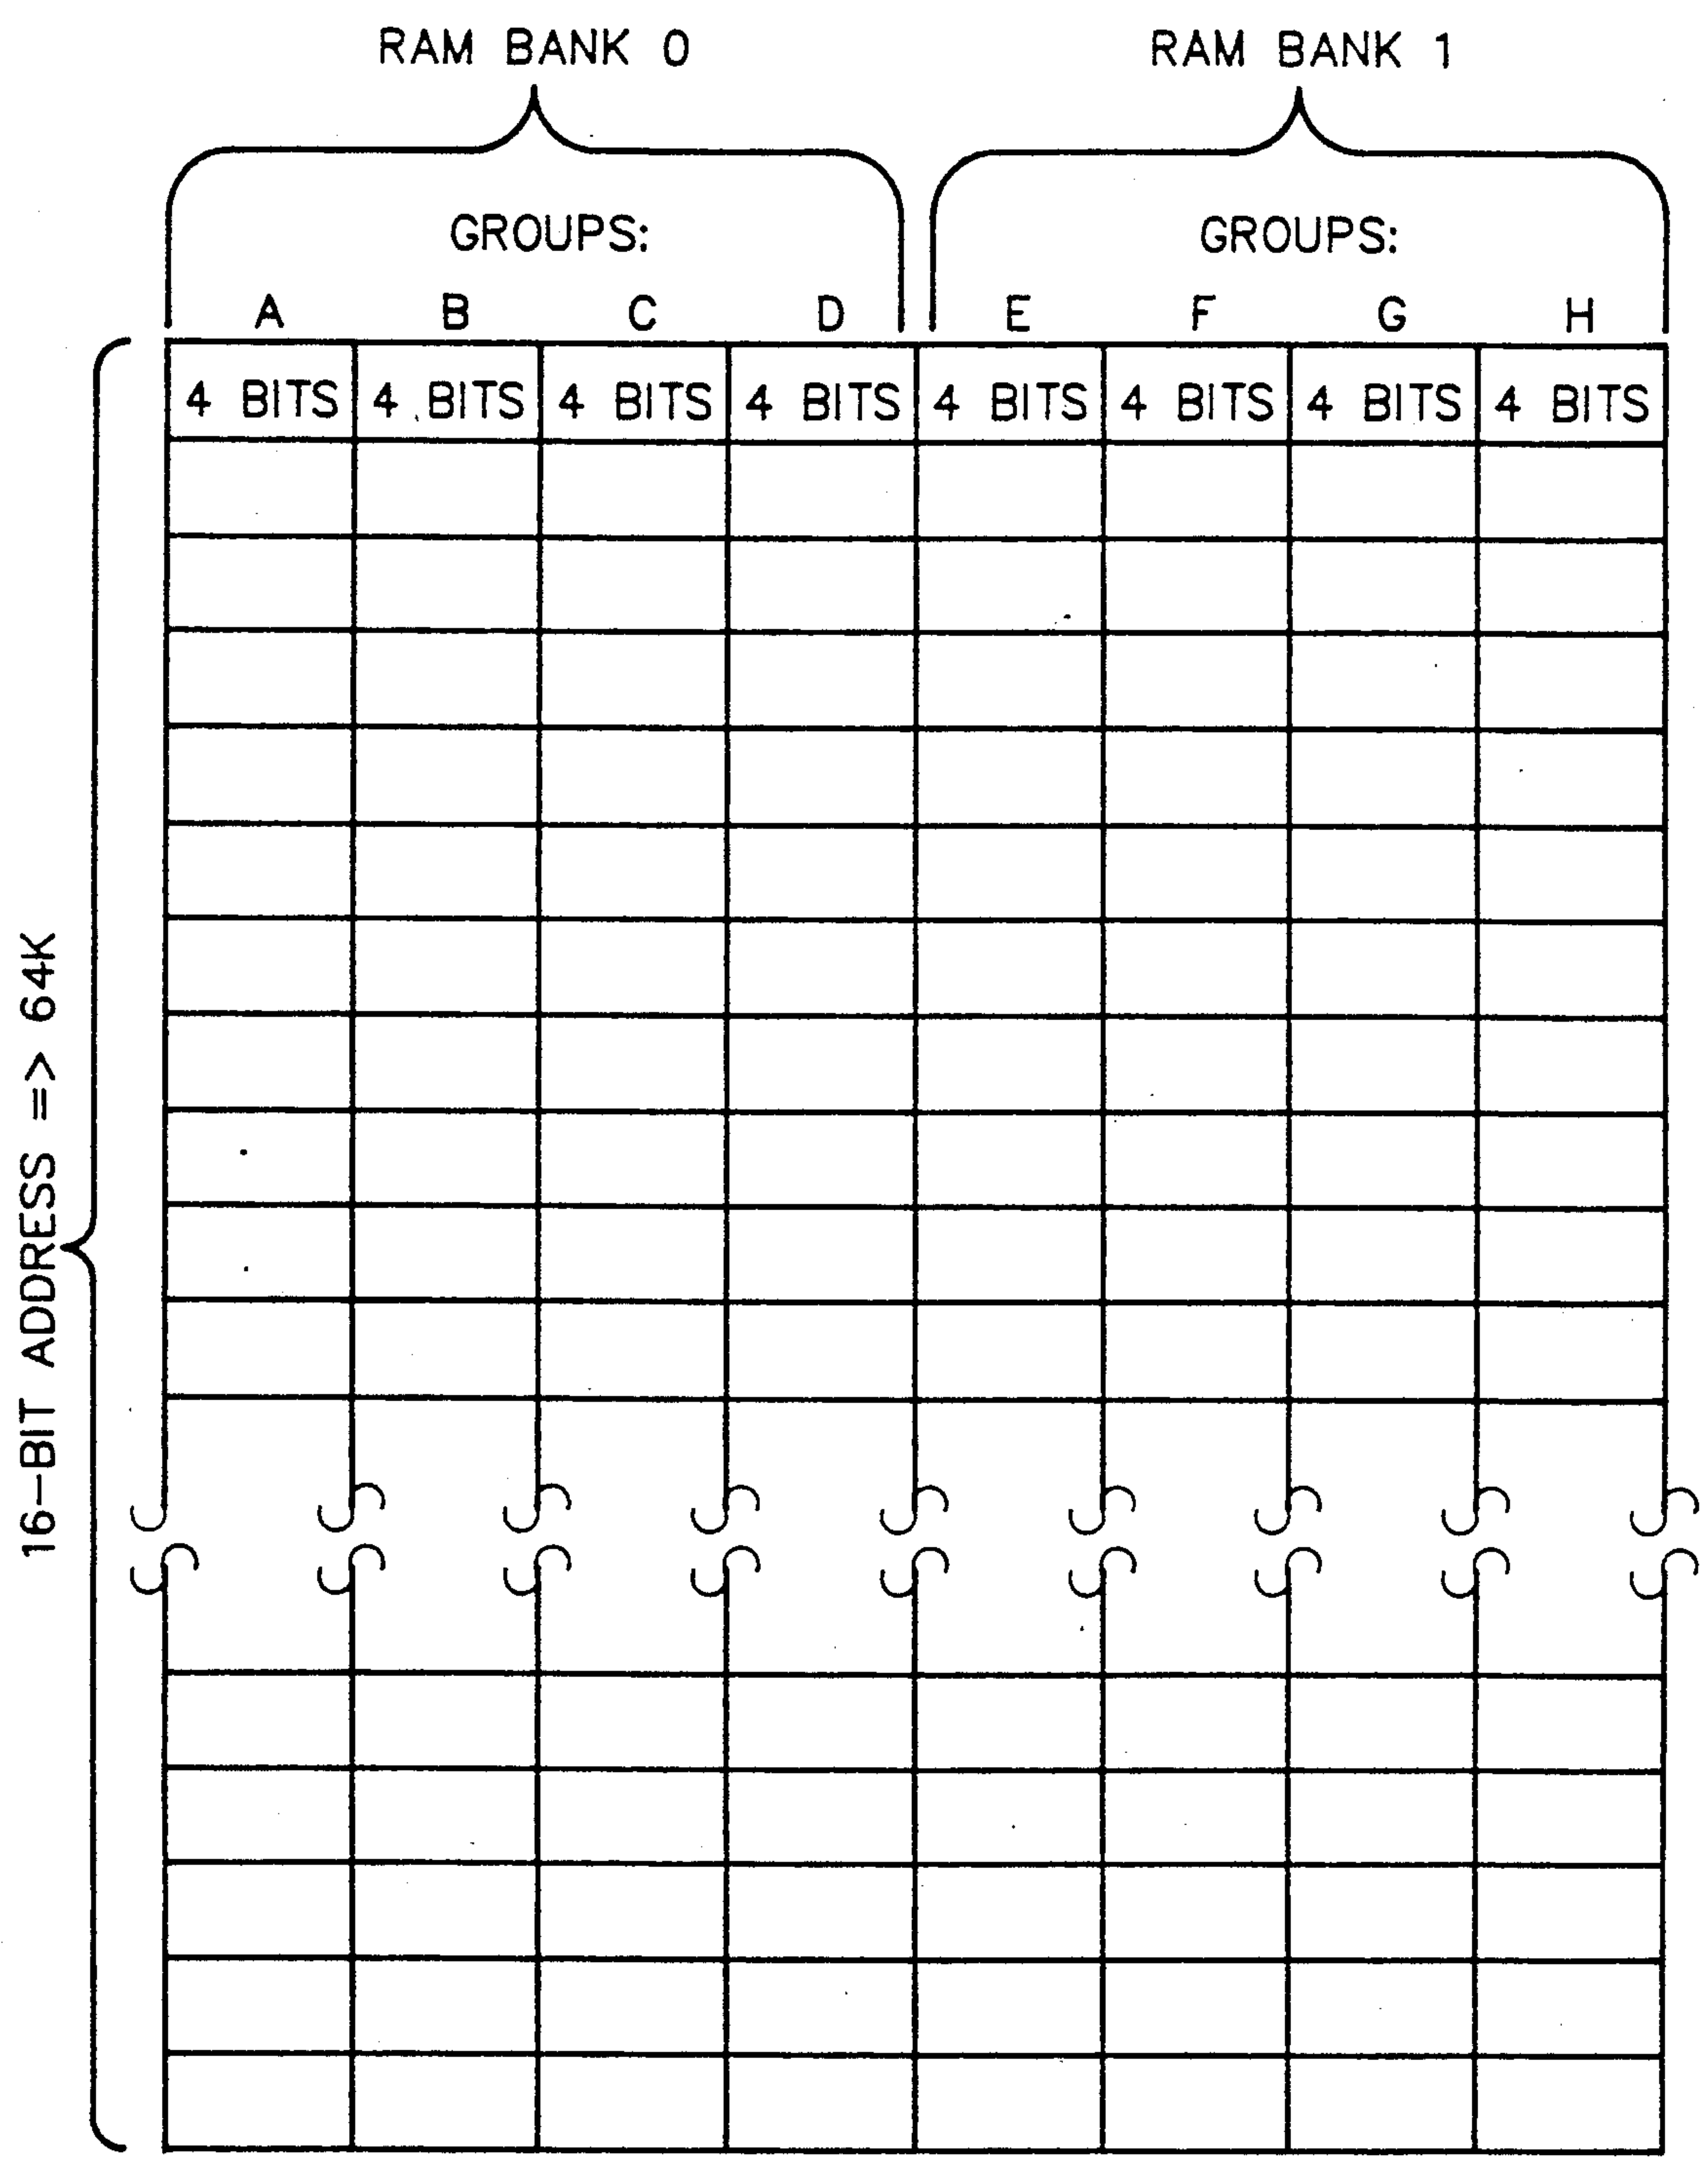 RAM BANK 0 RAM BANK 1
GROUPS: GROUPS:
A B C D E F G H
4 BITS 4 BITS 4 BITS 4 BITS 4 BITS 4 BITS 4 BITS 4 BITS
16-BIT ADDRESS => 64K